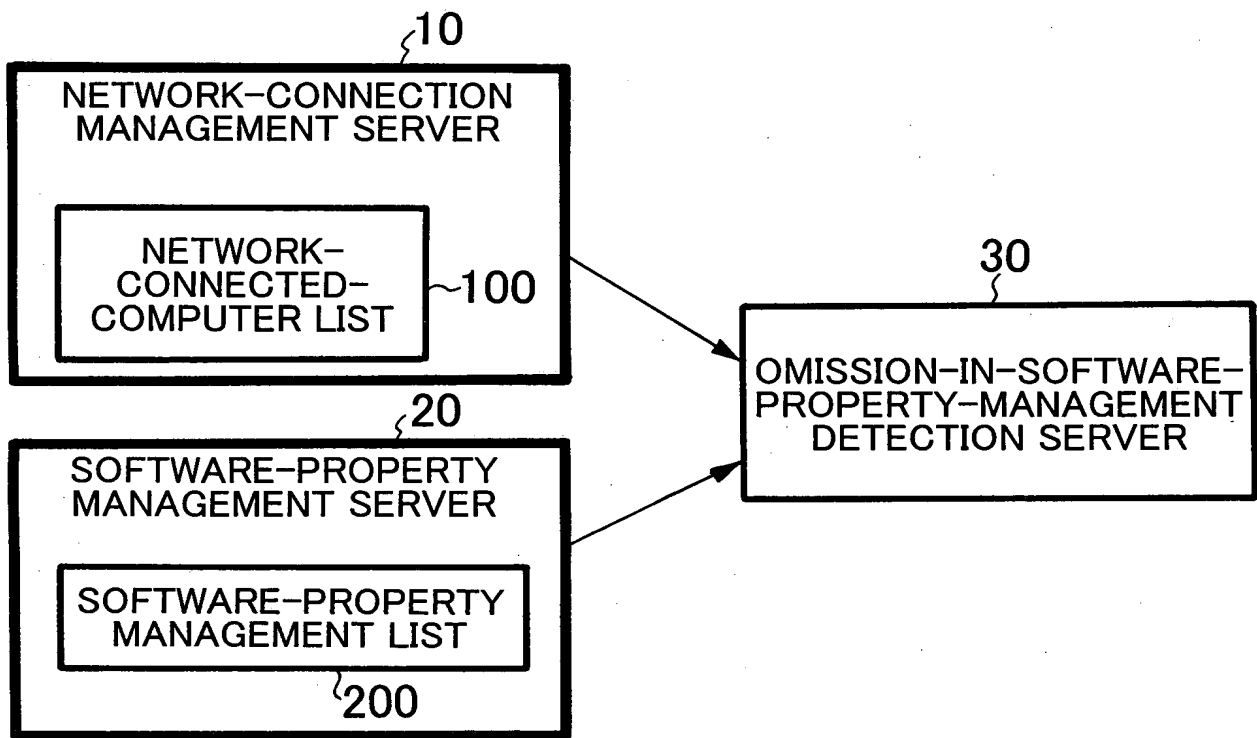 10
NETWORK-CONNECTION
MANAGEMENT SERVER
NETWORK-
CONNECTED-
COMPUTER LIST
100
20
SOFTWARE-PROPERTY
MANAGEMENT SERVER
SOFTWARE-PROPERTY
MANAGEMENT LIST
200
30
OMISSION-IN-SOFTWARE-
PROPERTY-MANAGEMENT
DETECTION SERVER